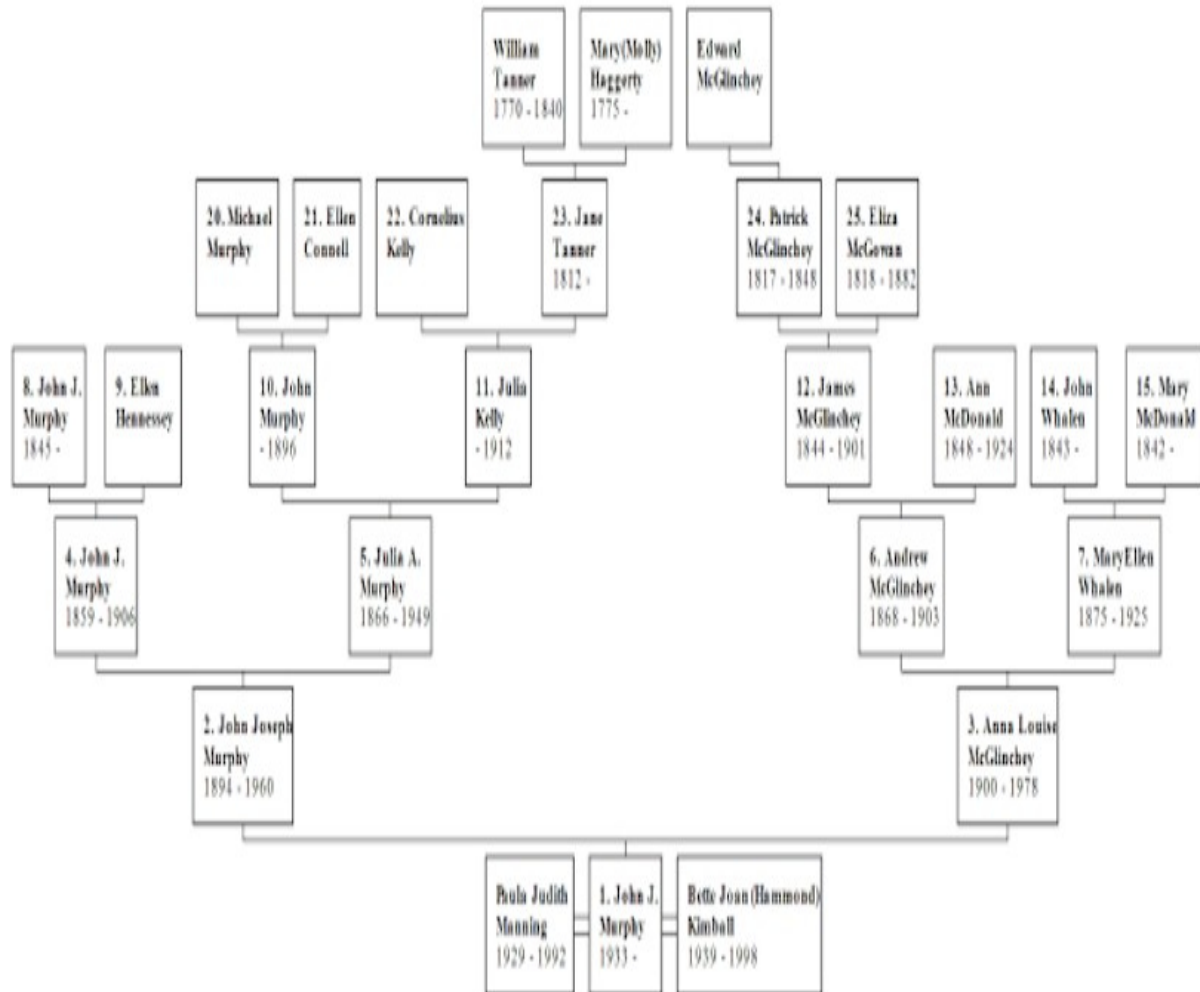 William
Tanner
1770 - 1840
Mary(Molly)
Haggerty
1775 -
Edward
McGlinchey
20. Michael
Murphy
21. Ellen
Connell
22. Cornelius
Kelly
23. Jane
Tanner
1812 -
24. Patrick
McGlinchey
1817 - 1848
25. Eliza
McGowan
1818 - 1882
8. John J.
Murphy
1845 -
9. Ellen
Hennessey
10. John
Murphy
- 1896
11. Julia
Kelly
- 1912
12. James
McGlinchey
1844 - 1901
13. Ann
McDonald
1848 - 1924
14. John
Whalen
1843 -
15. Mary
McDonald
1842 -
4. John J.
Murphy
1859 - 1906
5. Julia A.
Murphy
1866 - 1949
6. Andrew
McGlinchey
1868 - 1903
7. Mary Ellen
Whalen
1875 - 1925
2. John Joseph
Murphy
1894 - 1960
3. Anna Louise
McGlinchey
1900 - 1978
Paula Judith
Manning
1929 - 1992
1. John J.
Murphy
1933 -
Bette Joan (Hammond)
Kimball
1939 - 1998